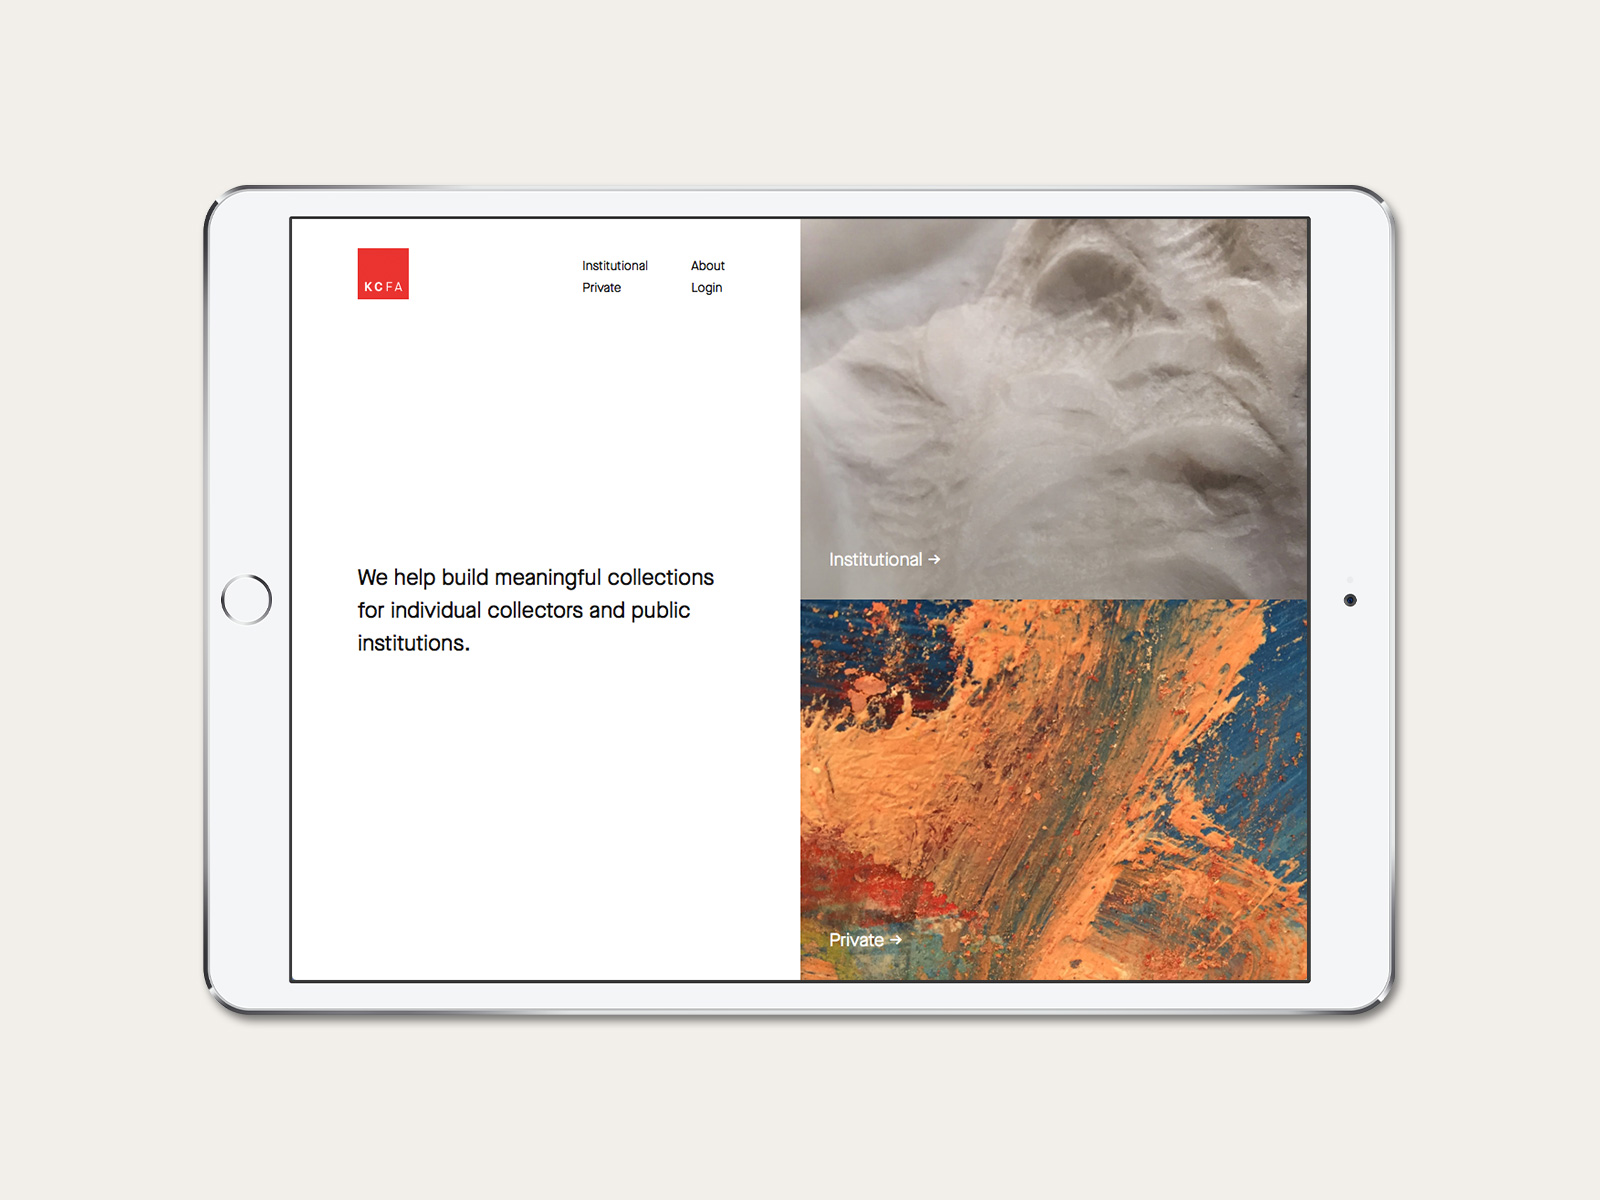 KCFA
Institutional
Private
About
Login
We help build meaningful collections
for individual collectors and public
institutions.
Institutional →
Private →